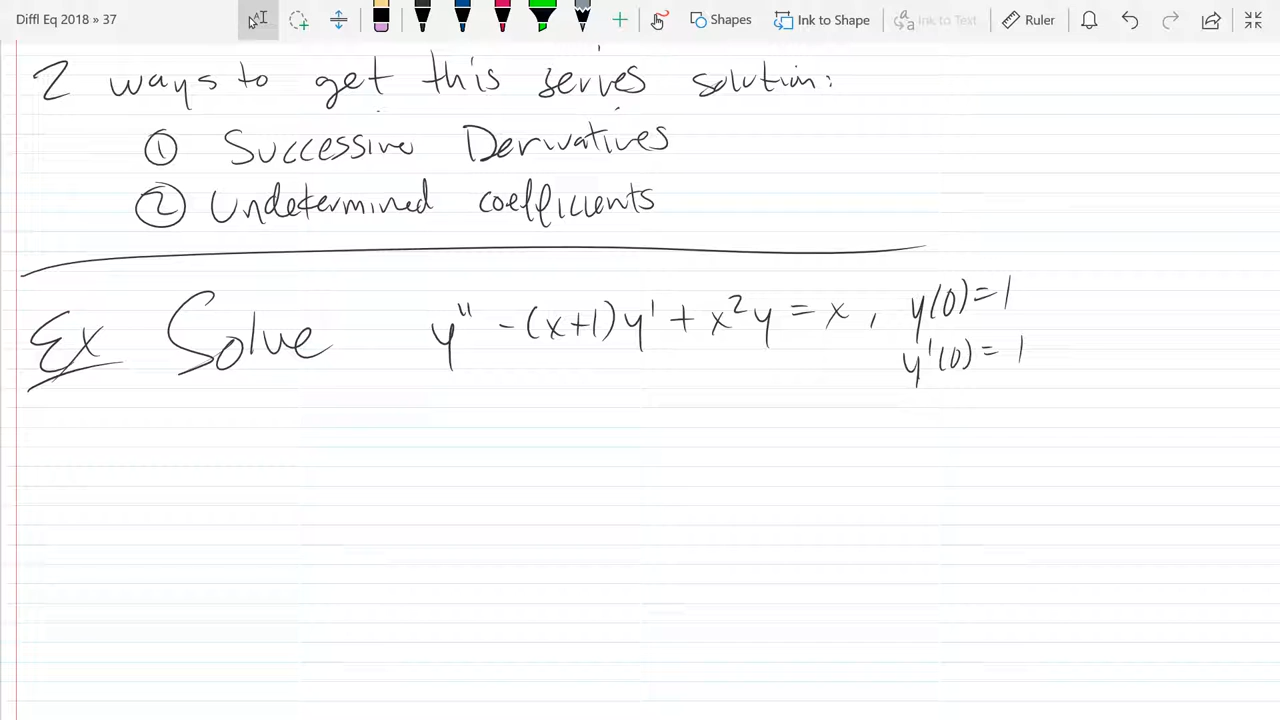 Diffl Eq 2018 » 37
Shapes
Ink to Shape
Ink to Text
Ruler
2 ways to get this series solution:
① Successive Derivatives
② Undetermined coefficients
Ex Solve y'' - (x+1)y' + x²y = x, y(0)=1
y'(0) = 1